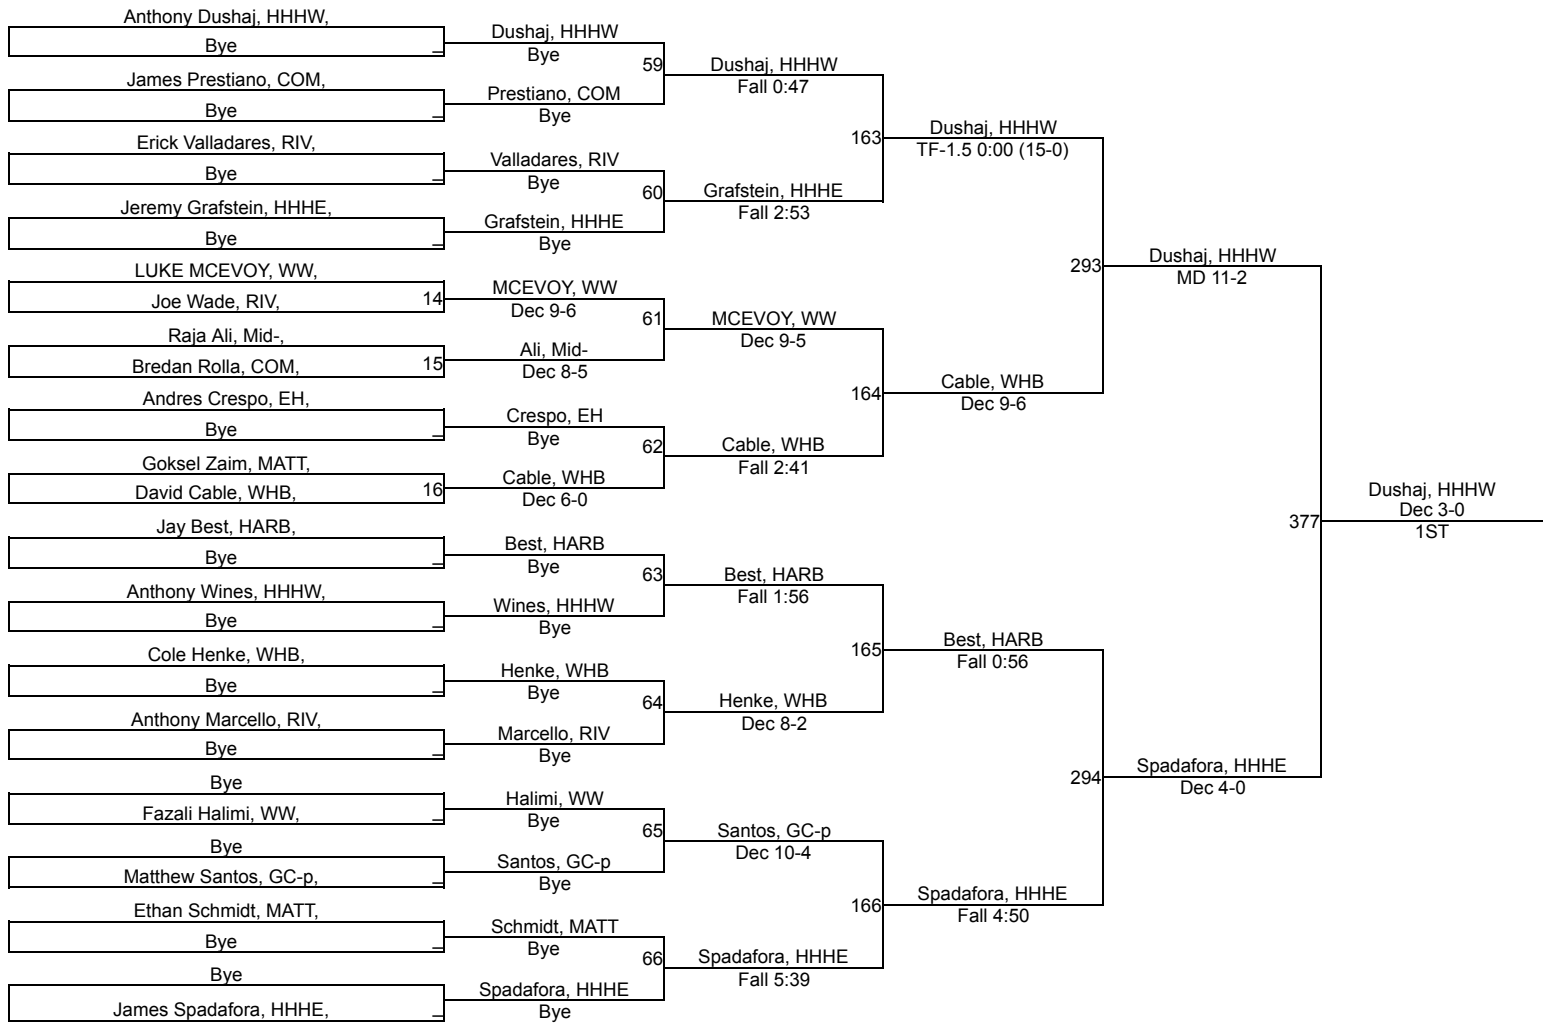 Anthony Dushaj, HHHW,
Bye
James Prestiano, COM,
Bye
Erick Valladares, RIV,
Bye
Jeremy Grafstein, HHHE,
Bye
LUKE MCEVOY, WW,
Joe Wade, RIV,
14
Raja Ali, Mid-,
Bredan Rolla, COM,
15
Andres Crespo, EH,
Bye
Goksel Zaim, MATT,
David Cable, WHB,
16
Jay Best, HARB,
Bye
Anthony Wines, HHHW,
Bye
Cole Henke, WHB,
Bye
Anthony Marcello, RIV,
Bye
Bye
Fazali Halimi, WW,
Bye
Matthew Santos, GC-p,
Ethan Schmidt, MATT,
Bye
Bye
James Spadafora, HHHE,
Dushaj, HHHW
Bye
59
Prestiano, COM
Bye
Valladares, RIV
Bye
60
Grafstein, HHHE
Bye
MCEVOY, WW
Dec 9-6
61
Ali, Mid-
Dec 8-5
Crespo, EH
Bye
62
Cable, WHB
Dec 6-0
Best, HARB
Bye
63
Wines, HHHW
Bye
Henke, WHB
Bye
64
Marcello, RIV
Bye
Halimi, WW
Bye
65
Santos, GC-p
Bye
Schmidt, MATT
Bye
66
Spadafora, HHHE
Bye
Dushaj, HHHW
Fall 0:47
163
Grafstein, HHHE
Fall 2:53
MCEVOY, WW
Dec 9-5
164
Cable, WHB
Fall 2:41
Best, HARB
Fall 1:56
165
Henke, WHB
Dec 8-2
Santos, GC-p
Dec 10-4
166
Spadafora, HHHE
Fall 5:39
Dushaj, HHHW
TF-1.5 0:00 (15-0)
293
Cable, WHB
Dec 9-6
Best, HARB
Fall 0:56
294
Spadafora, HHHE
Fall 4:50
Dushaj, HHHW
MD 11-2
377
Spadafora, HHHE
Dec 4-0
Dushaj, HHHW
Dec 3-0
1ST